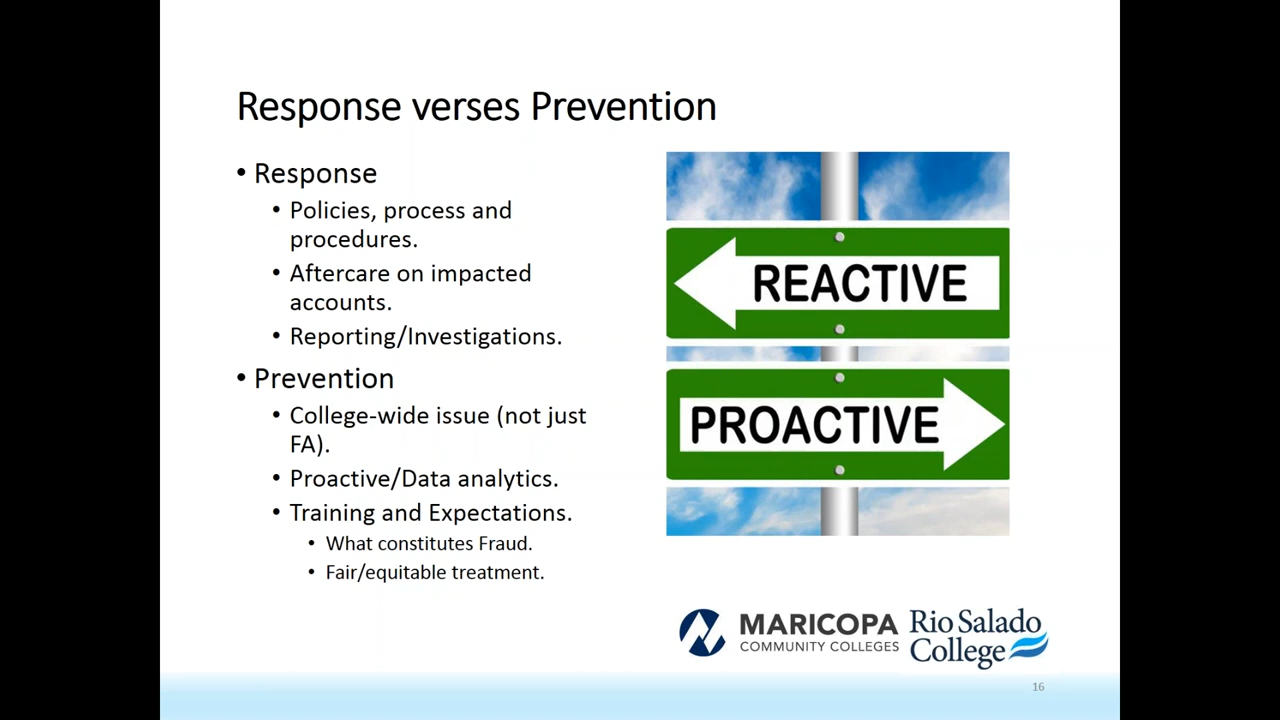 Response verses Prevention
• Response
• Policies, process and
procedures.
• Aftercare on impacted
accounts.
• Reporting/Investigations.
• Prevention
• College-wide issue (not just
FA).
• Proactive/Data analytics.
• Training and Expectations.
• What constitutes Fraud.
• Fair/equitable treatment.
REACTIVE
PROACTIVE
MARICOPA
COMMUNITY COLLEGES
Rio Salado
College
16